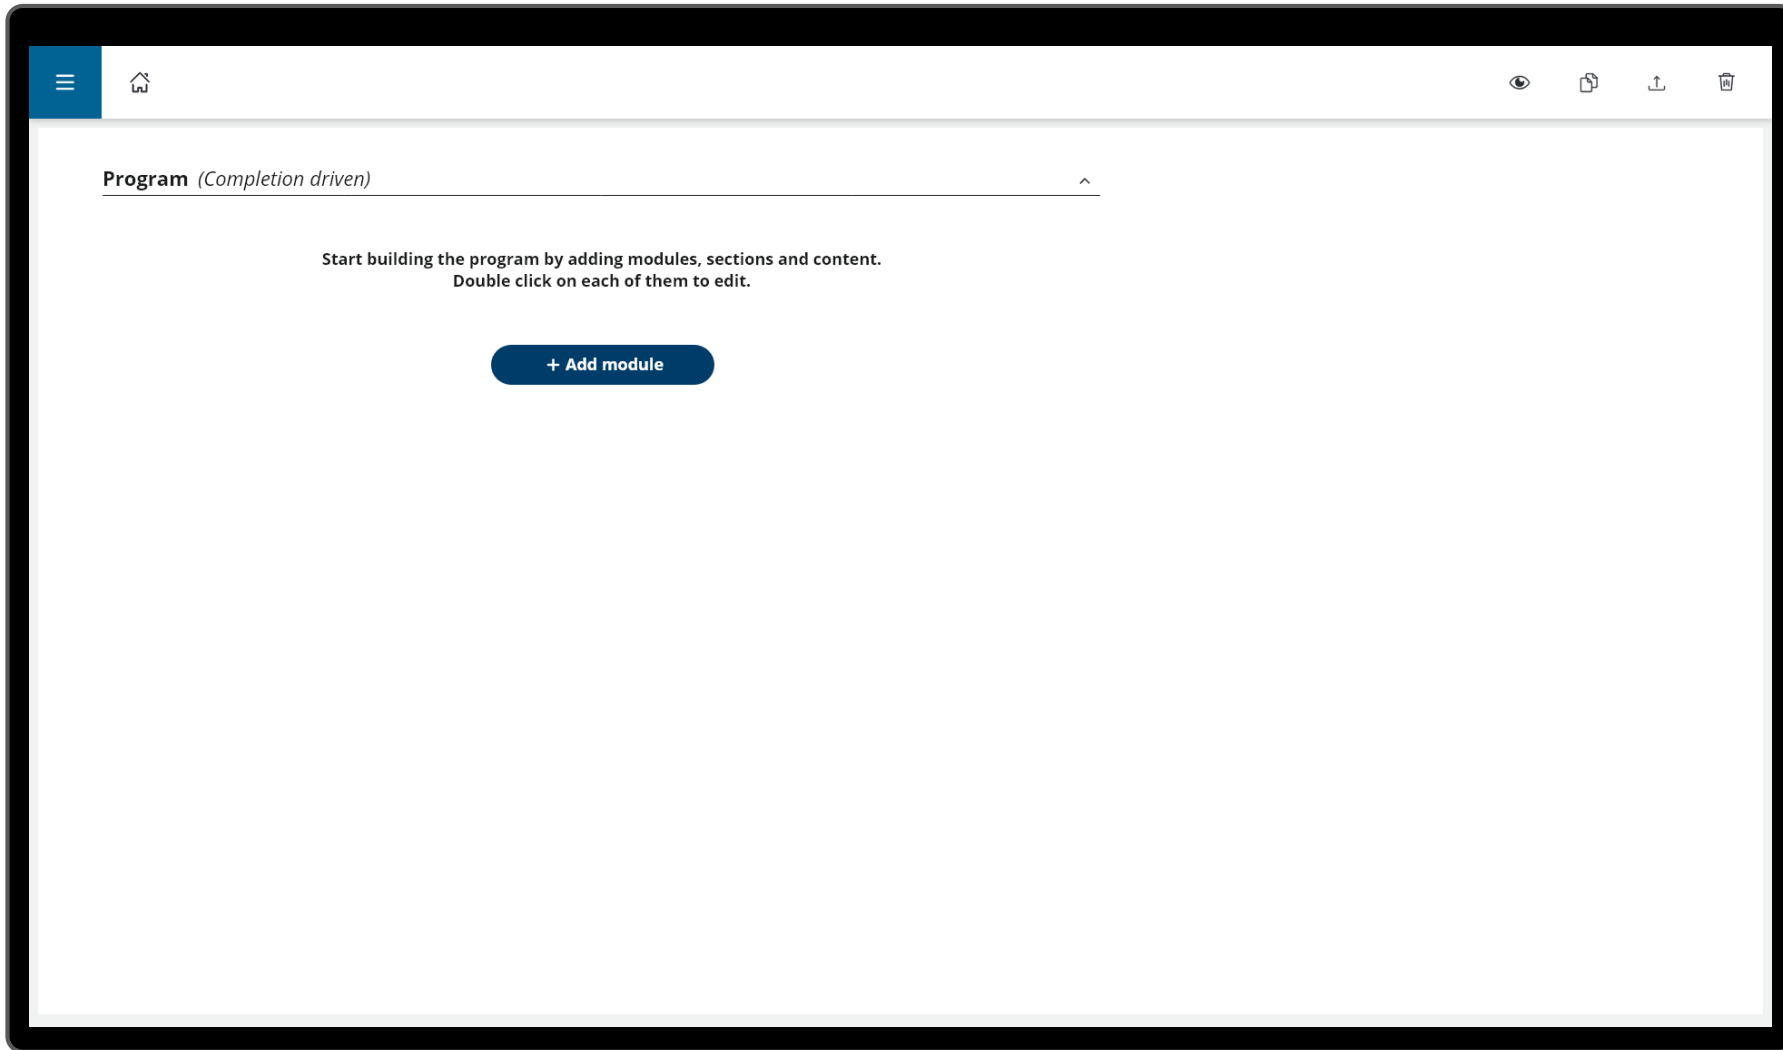 Program (Completion driven)
Start building the program by adding modules, sections and content.
Double click on each of them to edit.
+ Add module